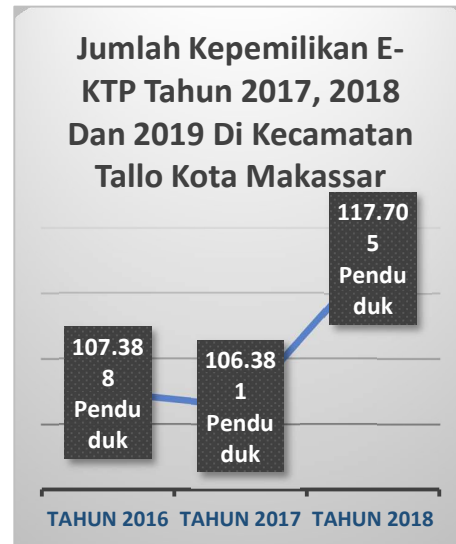 Jumlah Kepemilikan E-
KTP Tahun 2017, 2018
Dan 2019 Di Kecamatan
Tallo Kota Makassar
107.38
8
Pendu
duk
106.38
1
Pendu
duk
117.70
5
Pendu
duk
TAHUN 2016 TAHUN 2017 TAHUN 2018